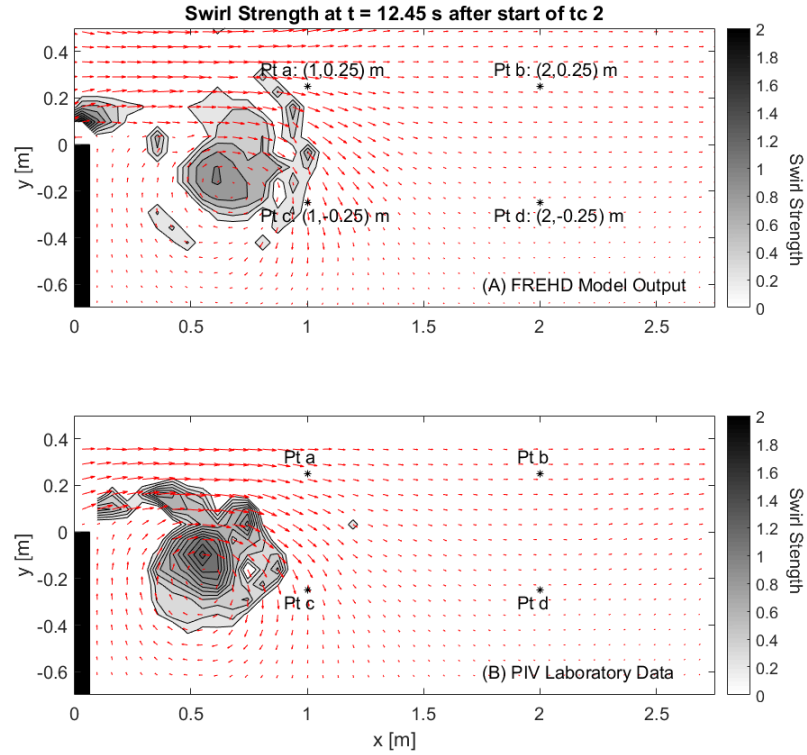 Swirl Strength at t = 12.45 s after start of tc 2
0.4
0.2
0
-0.2
-0.4
-0.6
y [m]
Pt a: (1,0.25) m
Pt b: (2,0.25) m
Pt c: (1,-0.25) m
Pt d: (2,-0.25) m
(A) FREHD Model Output
0
0.5
1
1.5
2
2.5
2
1.8
1.6
1.4
1.2
1
0.8
0.6
0.4
0.2
0
Swirl Strength
0.4
0.2
0
-0.2
-0.4
-0.6
y [m]
Pt a
Pt b
Pt c
Pt d
(B) PIV Laboratory Data
0
0.5
1
1.5
2
2.5
x [m]
2
1.8
1.6
1.4
1.2
1
0.8
0.6
0.4
0.2
0
Swirl Stength